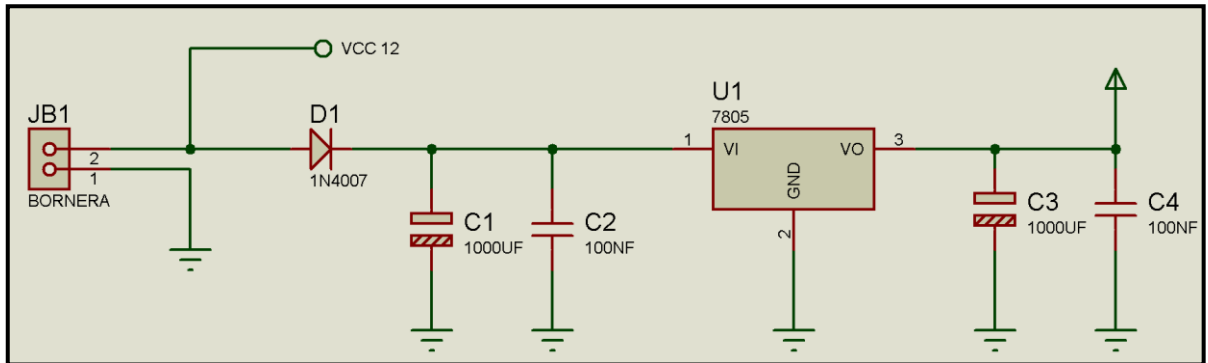 VCC 12
JB1
2
1
BORNERA
D1
1N4007
C1
1000UF
C2
100NF
U1
7805
1
VI
VO
3
GND
2
C3
1000UF
C4
100NF